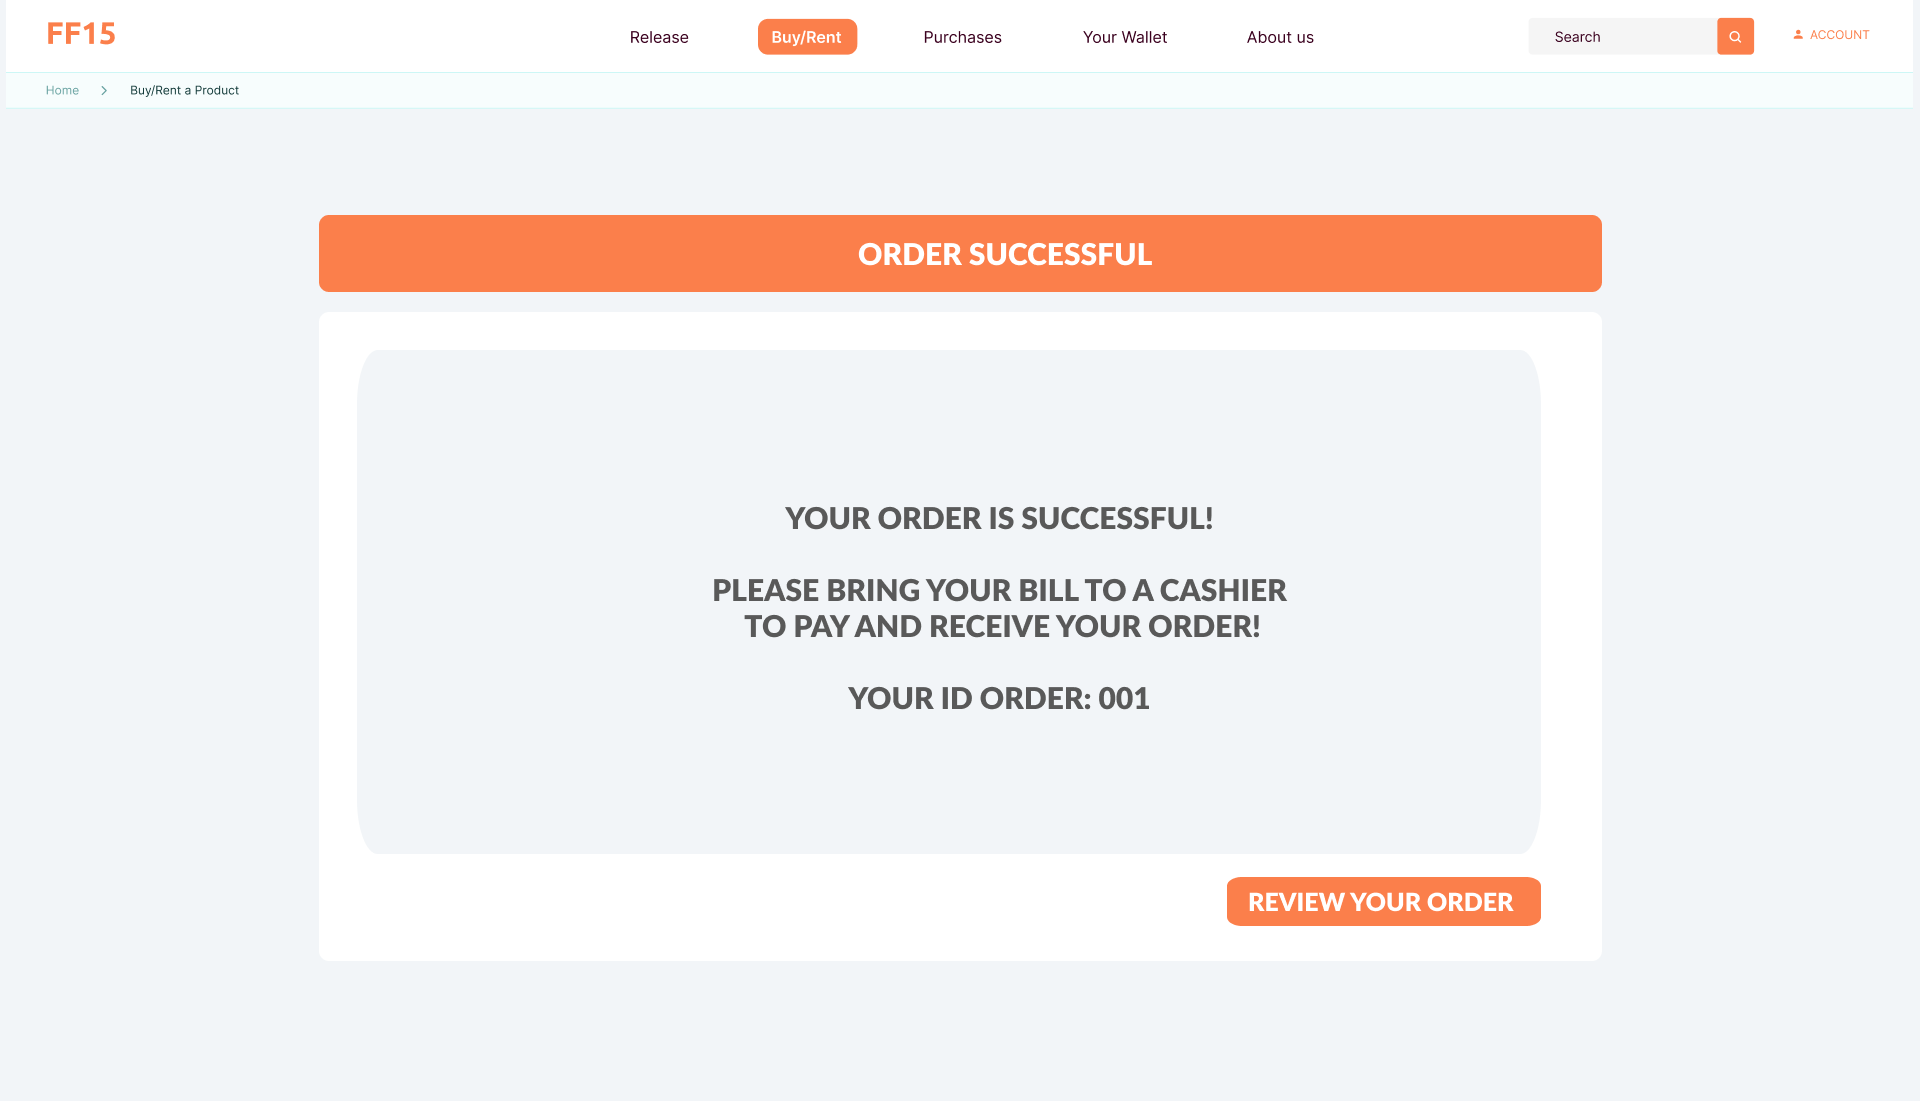 FF15
Release
Buy/Rent
Purchases
Your Wallet
About us
Search
ACCOUNT
Home
Buy/Rent a Product
ORDER SUCCESSFUL
YOUR ORDER IS SUCCESSFUL!
PLEASE BRING YOUR BILL TO A CASHIER
TO PAY AND RECEIVE YOUR ORDER!
YOUR ID ORDER: 001
REVIEW YOUR ORDER